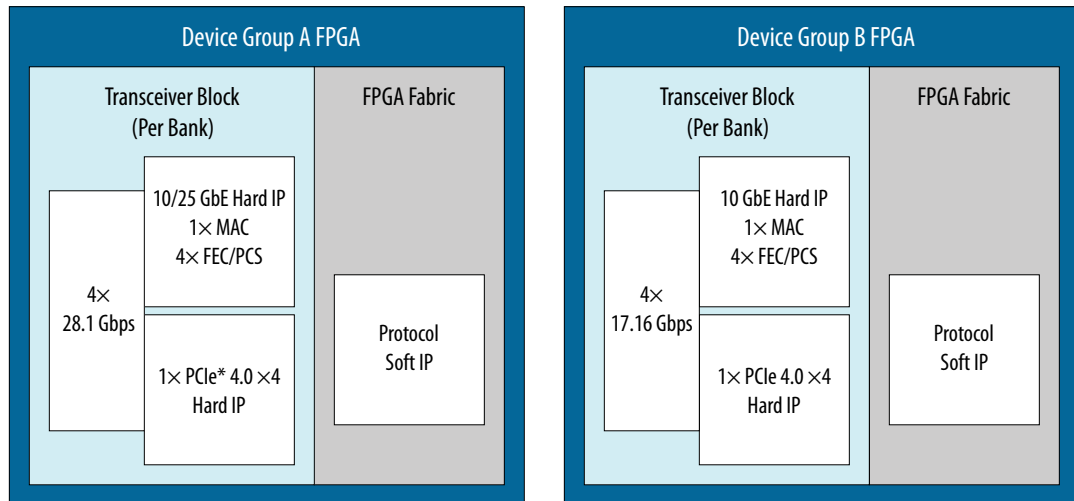 Device Group A FPGA
Transceiver Block
(Per Bank)
FPGA Fabric
10/25 GbE Hard IP
1× MAC
4× FEC/PCS
4×
28.1 Gbps
1× PCIe* 4.0 ×4
Hard IP
Protocol
Soft IP
Device Group B FPGA
Transceiver Block
(Per Bank)
FPGA Fabric
10 GbE Hard IP
1× MAC
4× FEC/PCS
4×
17.16 Gbps
1× PCIe 4.0 ×4
Hard IP
Protocol
Soft IP